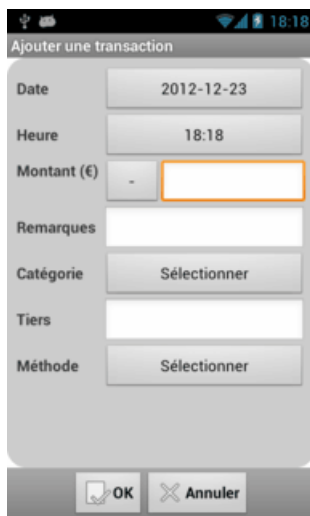 18:18
Ajouter une transaction
Date 2012-12-23
Heure 18:18
Montant (€) -
Remarques
Catégorie Sélectionner
Tiers
Méthode Sélectionner
OK Annuler